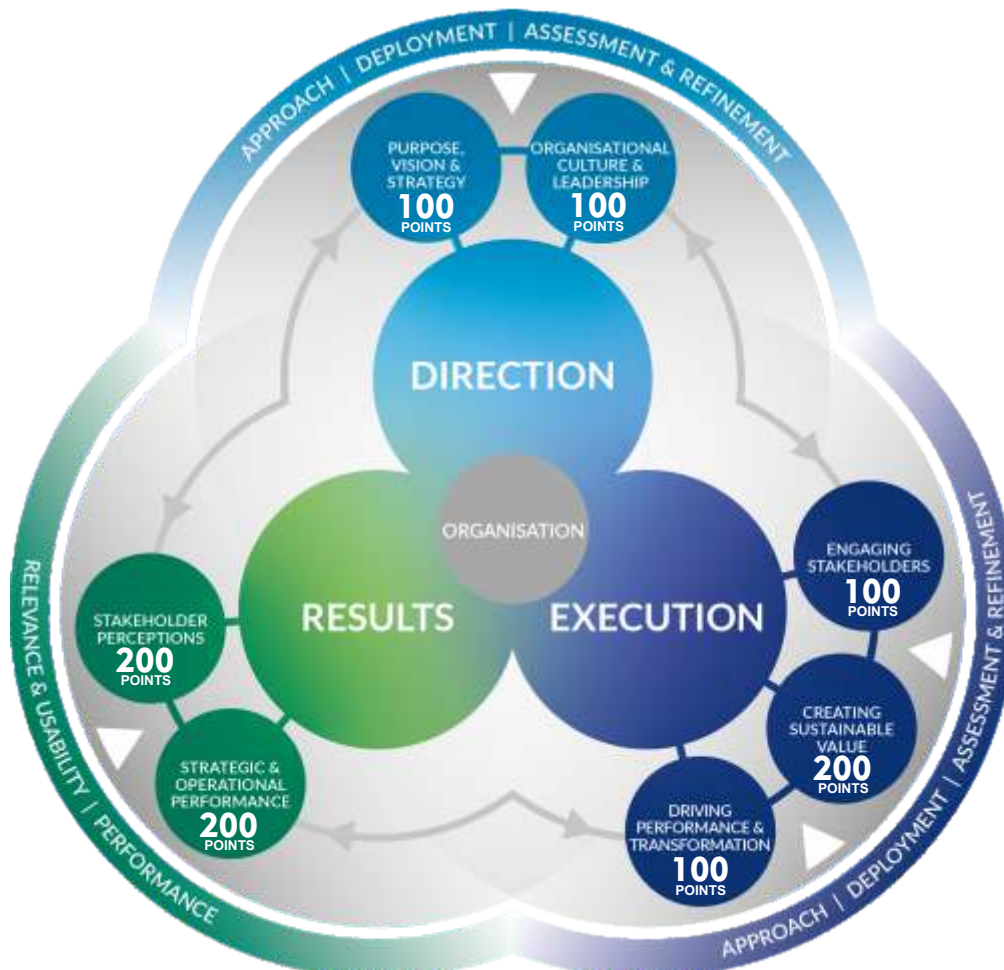 APPROACH | DEPLOYMENT | ASSESSMENT & REFINEMENT
PURPOSE,
VISION &
STRATEGY
100
POINTS
ORGANISATIONAL
CULTURE &
LEADERSHIP
100
POINTS
DIRECTION
ORGANISATION
RESULTS
EXECUTION
ENGAGING
STAKEHOLDERS
100
POINTS
CREATING
SUSTAINABLE
VALUE
200
POINTS
DRIVING
PERFORMANCE &
TRANSFORMATION
100
POINTS
APPROACH | DEPLOYMENT | ASSESSMENT & REFINEMENT
STAKEHOLDER
PERCEPTIONS
200
POINTS
STRATEGIC &
OPERATIONAL
PERFORMANCE
200
POINTS
RELEVANCE & USABILITY | PERFORMANCE